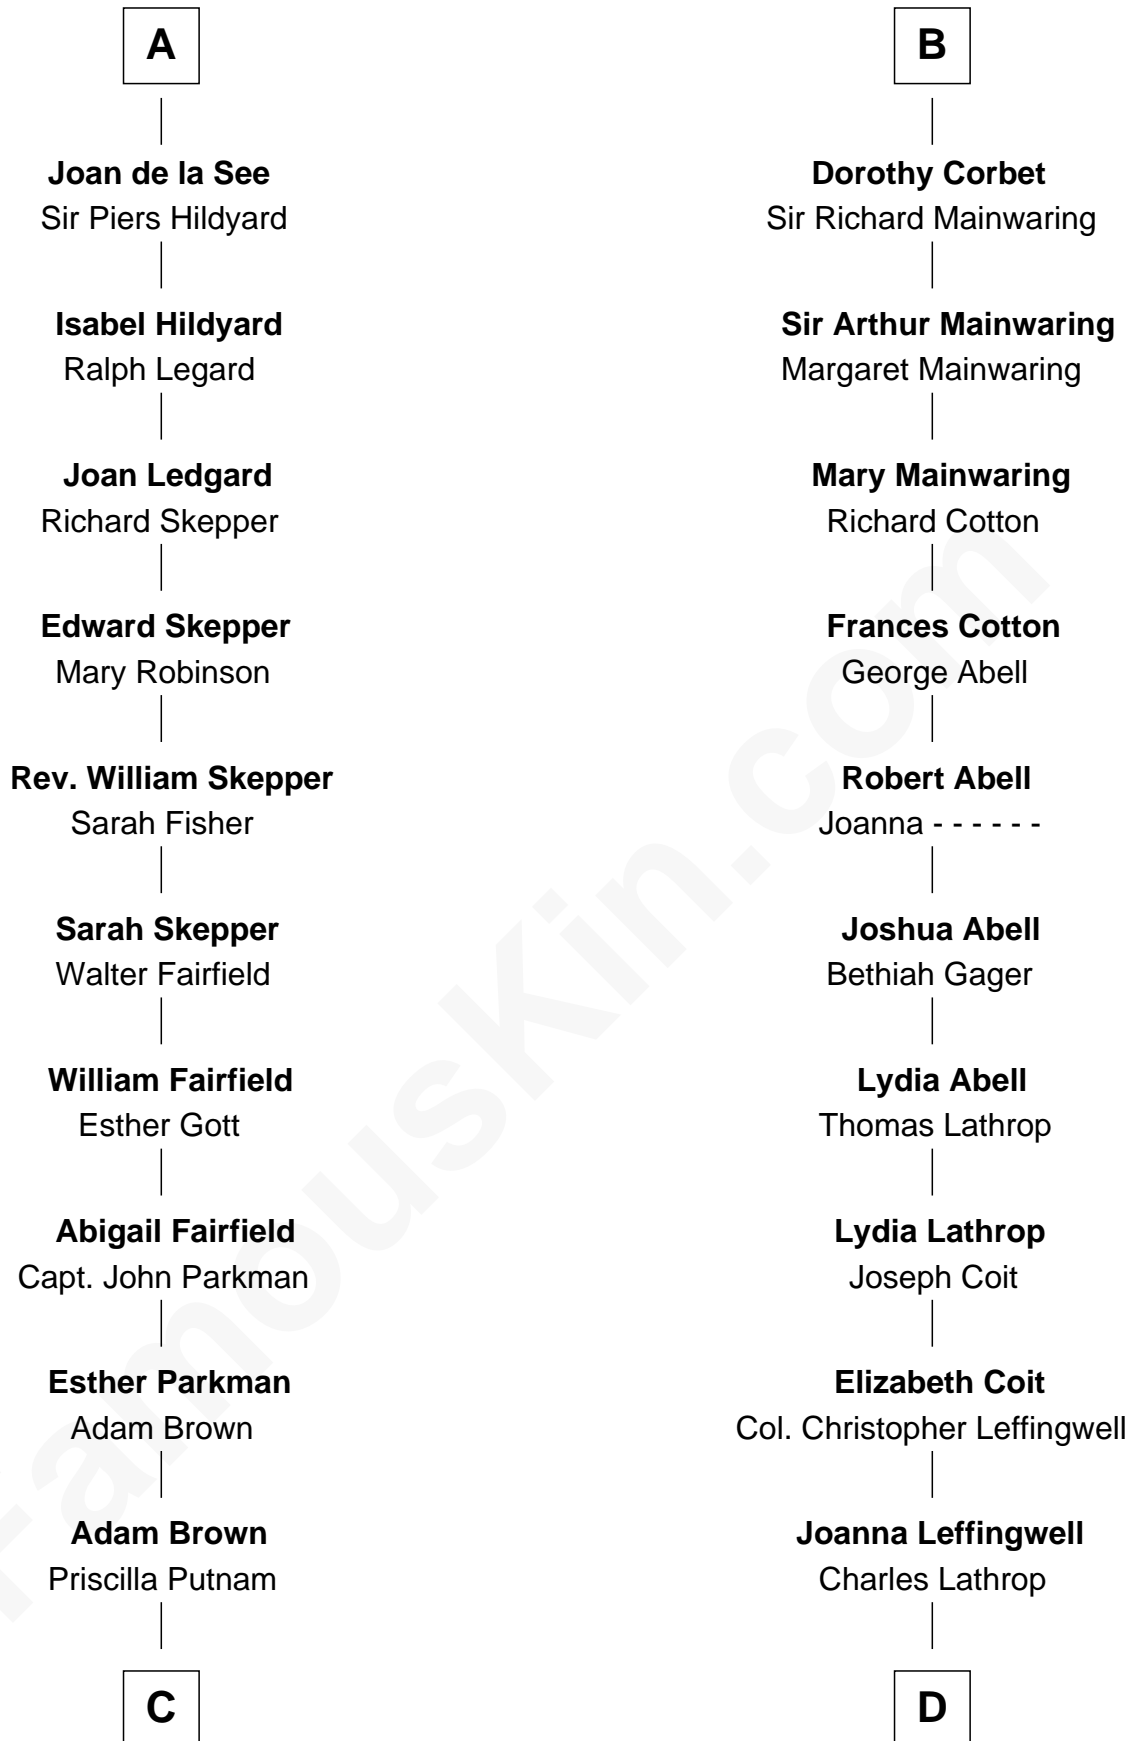 A
Joan de la See
Sir Piers Hildyard
Isabel Hildyard
Ralph Legard
Joan Ledgard
Richard Skepper
Edward Skepper
Mary Robinson
Rev. William Skepper
Sarah Fisher
Sarah Skepper
Walter Fairfield
William Fairfield
Esther Gott
Abigail Fairfield
Capt. John Parkman
Esther Parkman
Adam Brown
Adam Brown
Priscilla Putnam
C
B
Dorothy Corbet
Sir Richard Mainwaring
Sir Arthur Mainwaring
Margaret Mainwaring
Mary Mainwaring
Richard Cotton
Frances Cotton
George Abell
Robert Abell
Joanna - - - - - -
Joshua Abell
Bethiah Gager
Lydia Abell
Thomas Lathrop
Lydia Lathrop
Joseph Coit
Elizabeth Coit
Col. Christopher Leffingwell
Joanna Leffingwell
Charles Lathrop
D
FamousKin.com